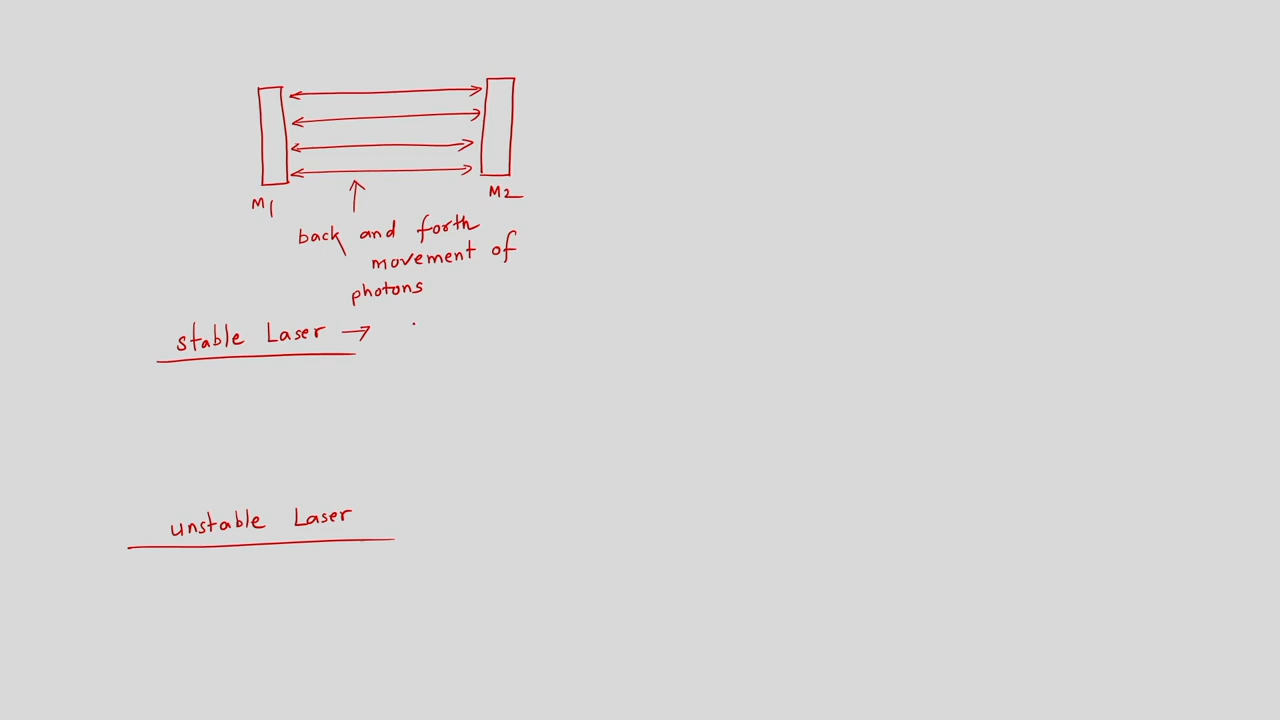 M1
M2
back and forth
movement of
photons
stable Laser →
unstable Laser